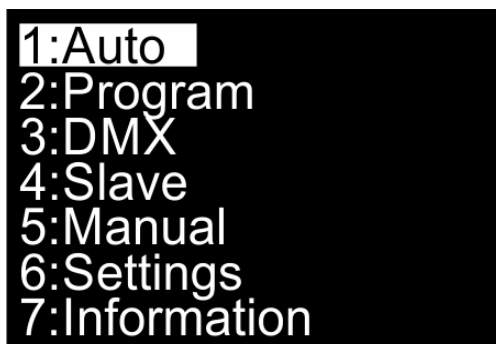 1:Auto
2:Program
3:DMX
4:Slave
5:Manual
6:Settings
7:Information